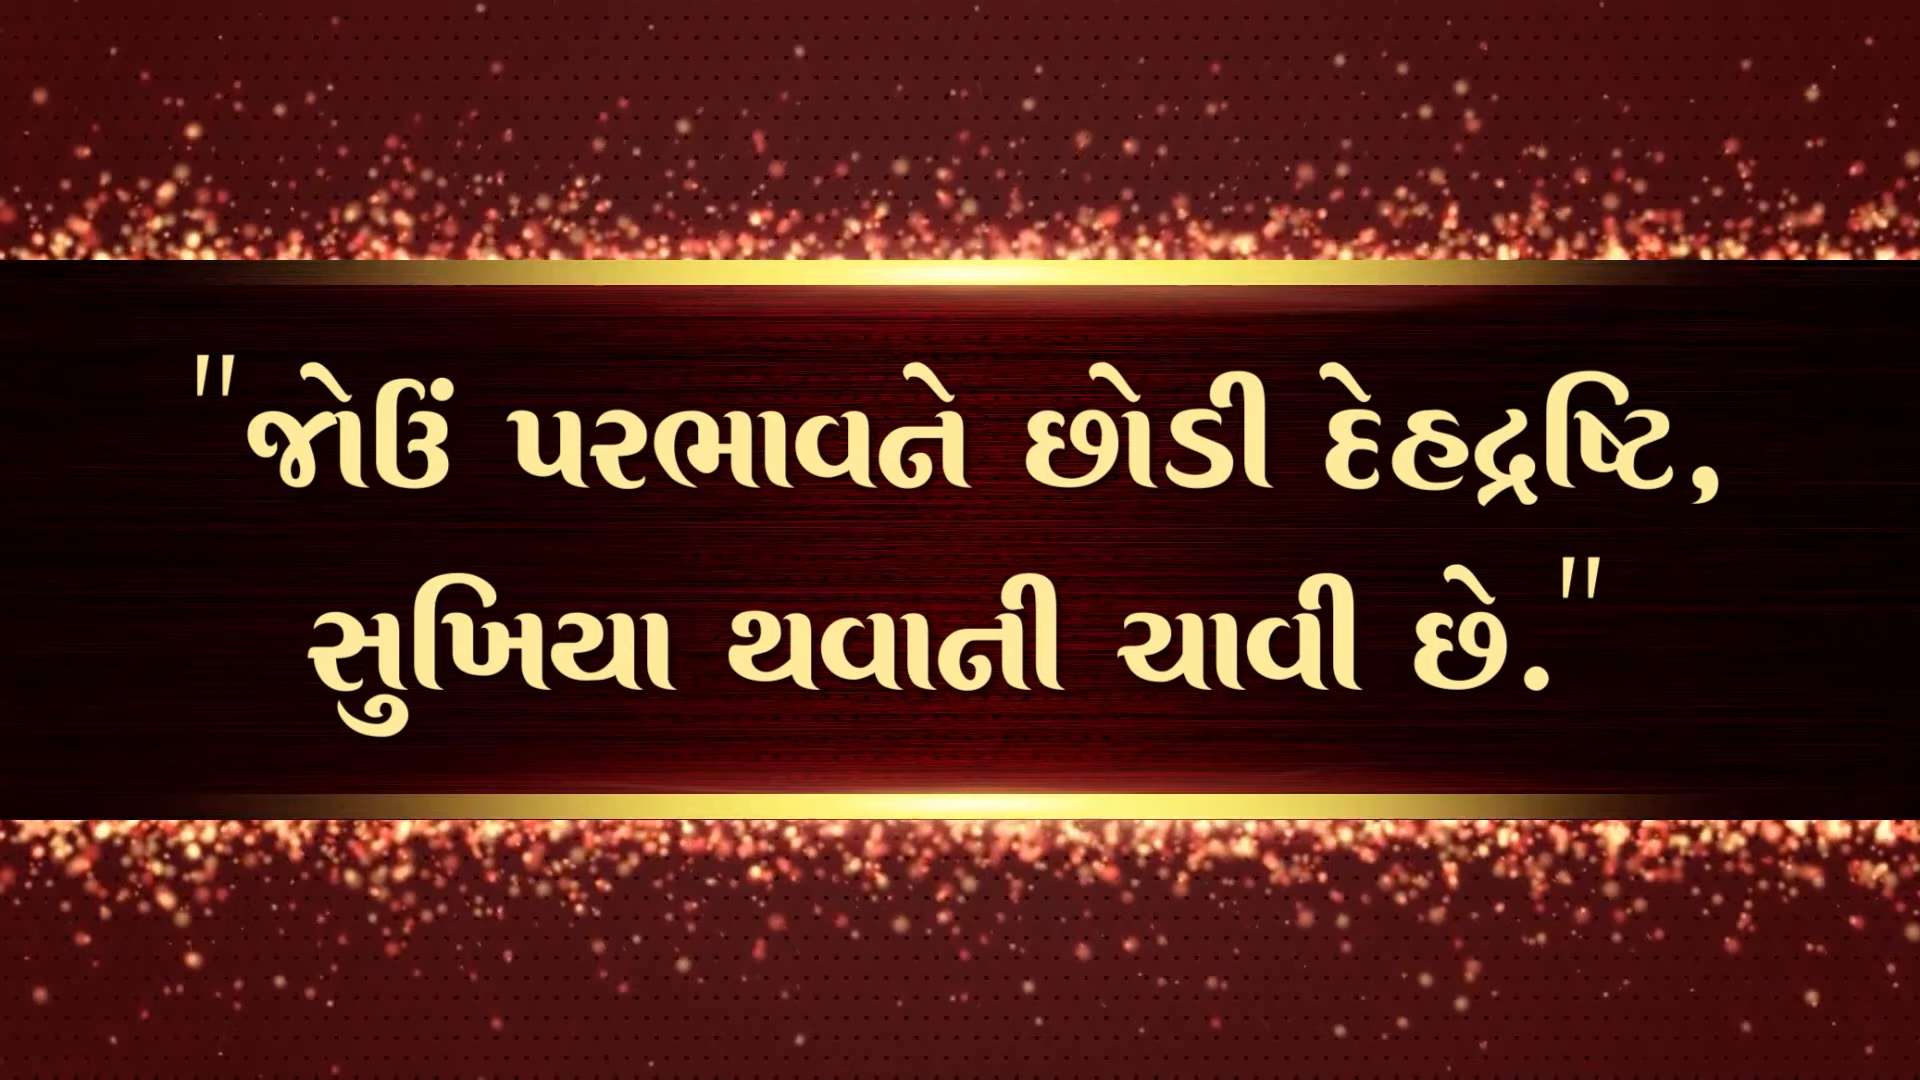 "જોઉં પરભાવને છોડી દેહદ્રષ્ટિ,
સુખિયા થવાની ચાવી છે."